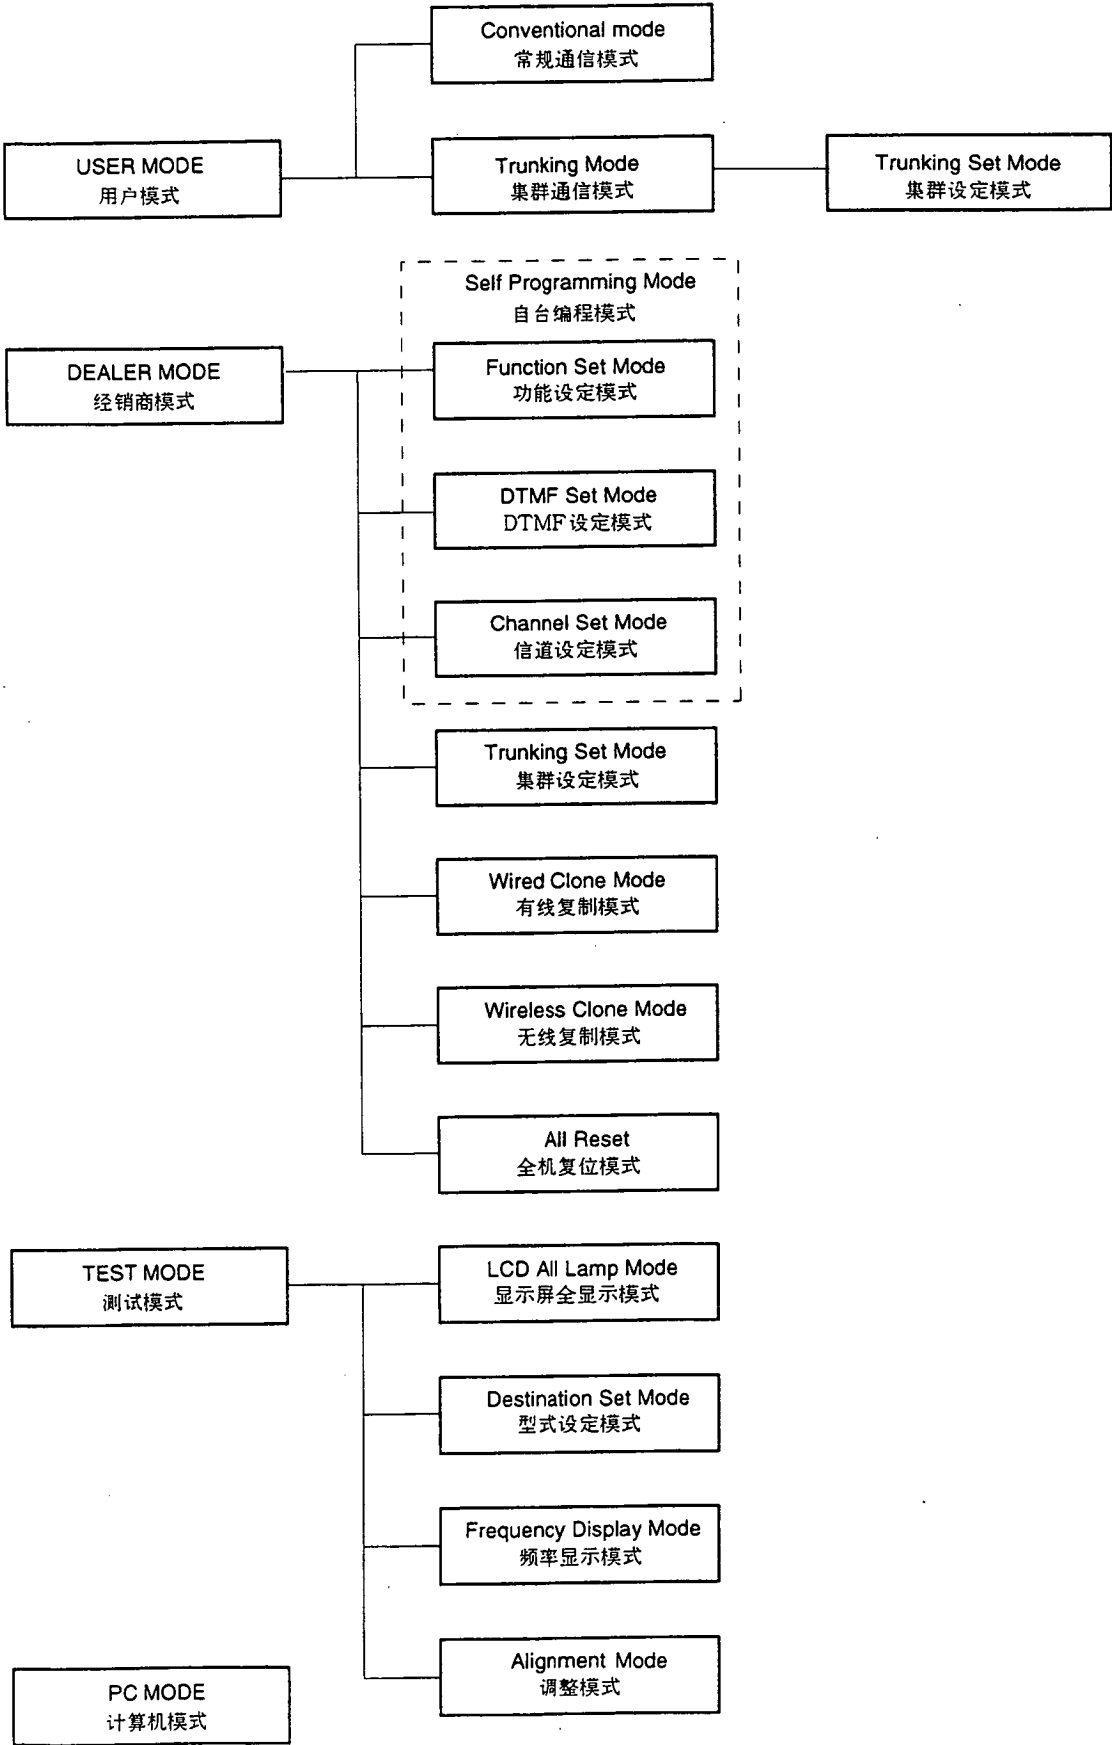 Conventional mode
常规通信模式
USER MODE
用户模式
Trunking Mode
集群通信模式
Trunking Set Mode
集群设定模式
Self Programming Mode
自台编程模式
DEALER MODE
经销商模式
Function Set Mode
功能设定模式
DTMF Set Mode
DTMF设定模式
Channel Set Mode
信道设定模式
Trunking Set Mode
集群设定模式
Wired Clone Mode
有线复制模式
Wireless Clone Mode
无线复制模式
All Reset
全机复位模式
TEST MODE
测试模式
LCD All Lamp Mode
显示屏全显示模式
Destination Set Mode
型式设定模式
Frequency Display Mode
频率显示模式
Alignment Mode
调整模式
PC MODE
计算机模式